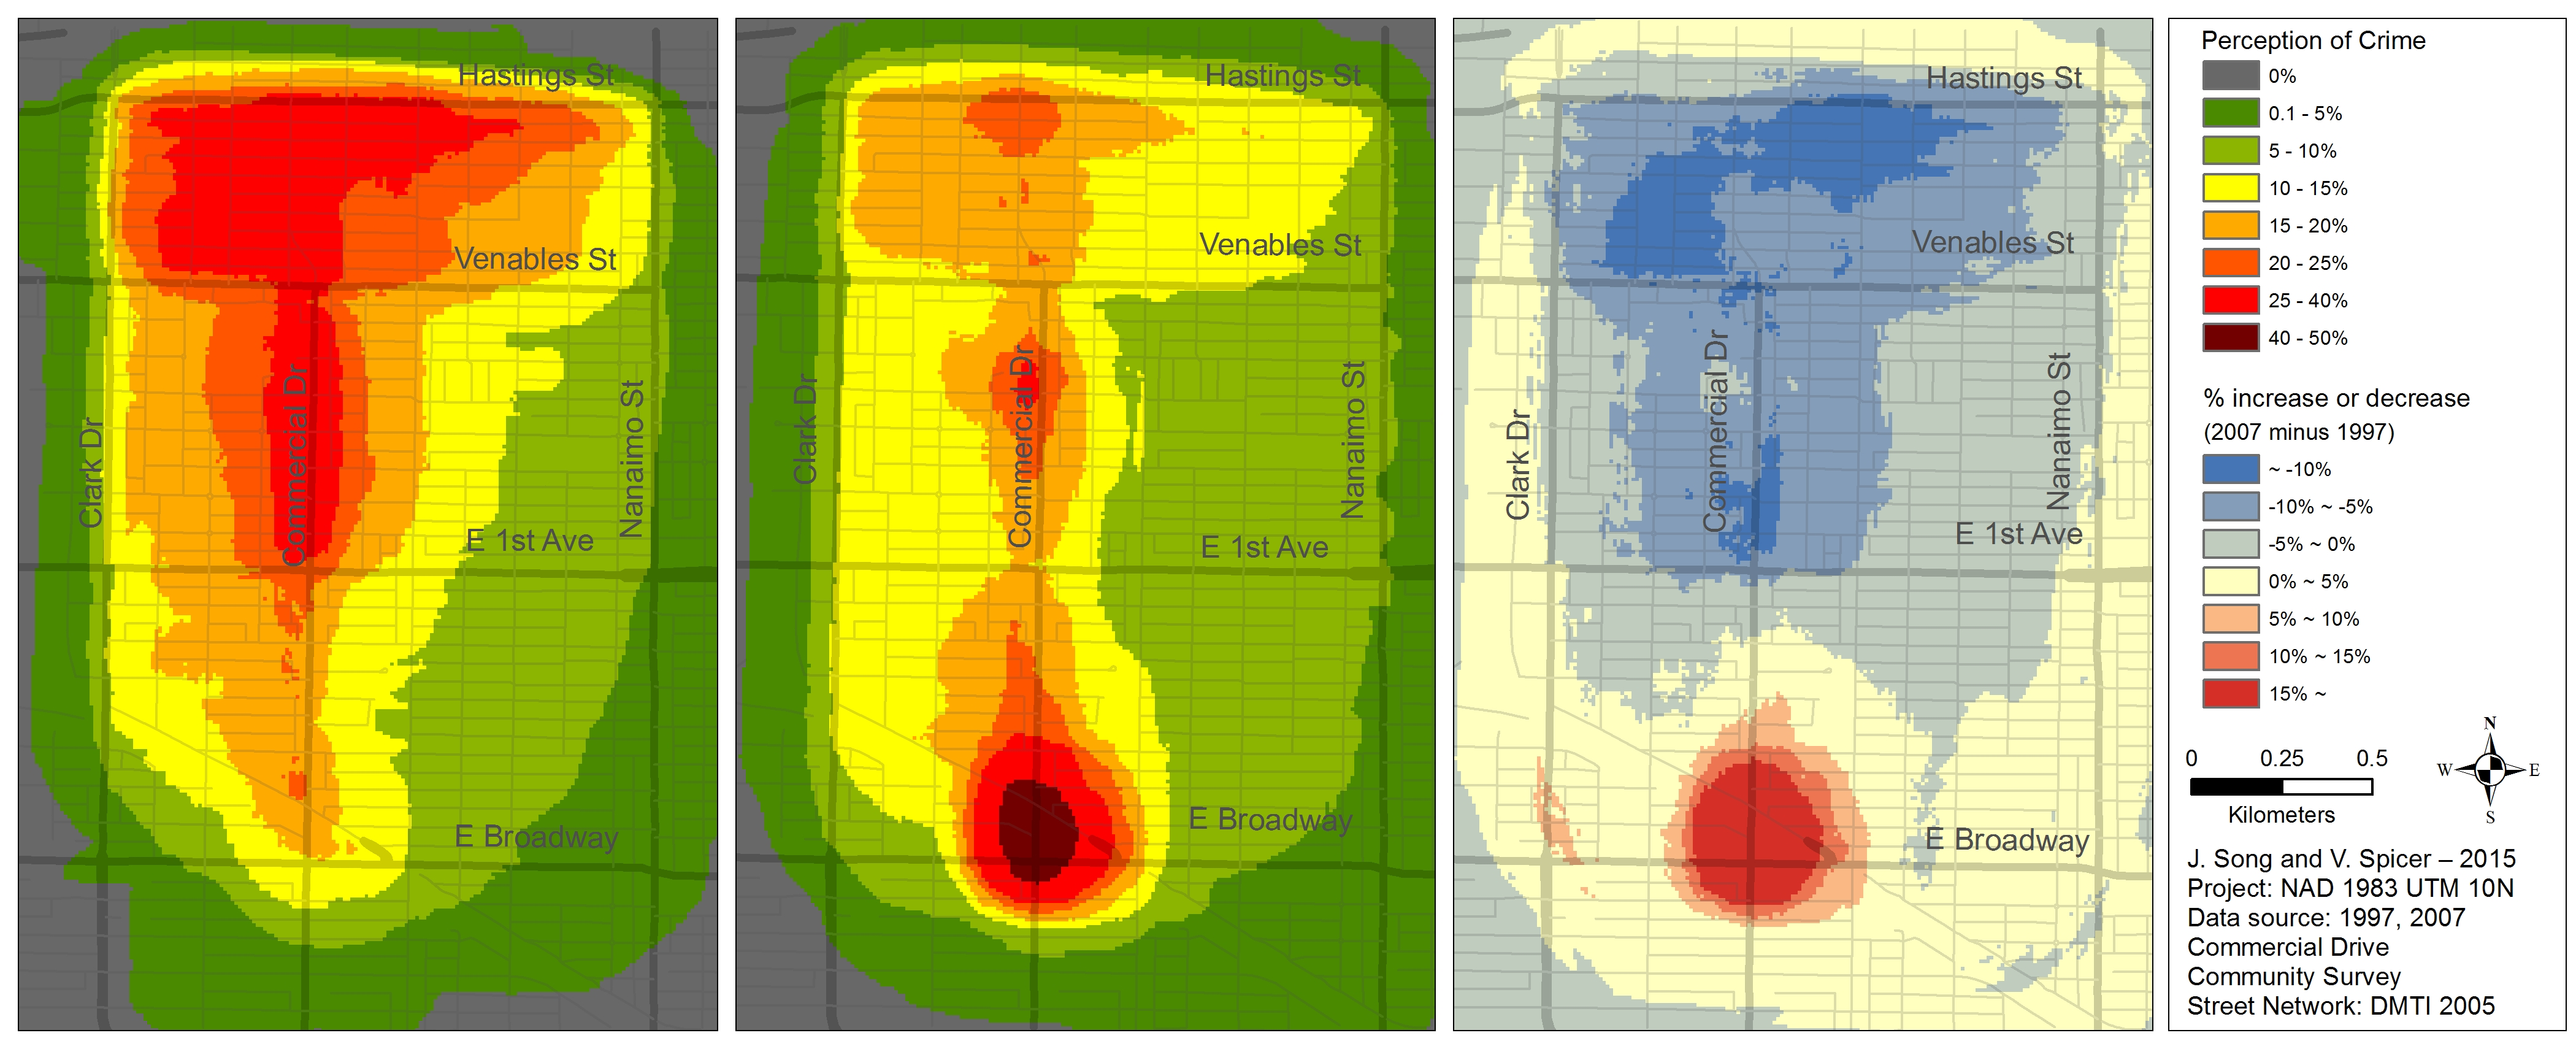 Hastings St
Venables St
Commercial Dr
Clark Dr
Nanaimo St
E 1st Ave
E Broadway
Hastings St
Venables St
Commercial Dr
Clark Dr
Nanaimo St
E 1st Ave
E Broadway
Hastings St
Venables St
Commercial Dr
Clark Dr
Nanaimo St
E 1st Ave
E Broadway
Perception of Crime
0%
0.1 - 5%
5 - 10%
10 - 15%
15 - 20%
20 - 25%
25 - 40%
40 - 50%
% increase or decrease
(2007 minus 1997)
~ -10%
-10% ~ -5%
-5% ~ 0%
0% ~ 5%
5% ~ 10%
10% ~ 15%
15% ~
0 0.25 0.5
Kilometers
N
W E
S
J. Song and V. Spicer – 2015
Project: NAD 1983 UTM 10N
Data source: 1997, 2007
Commercial Drive
Community Survey
Street Network: DMTI 2005